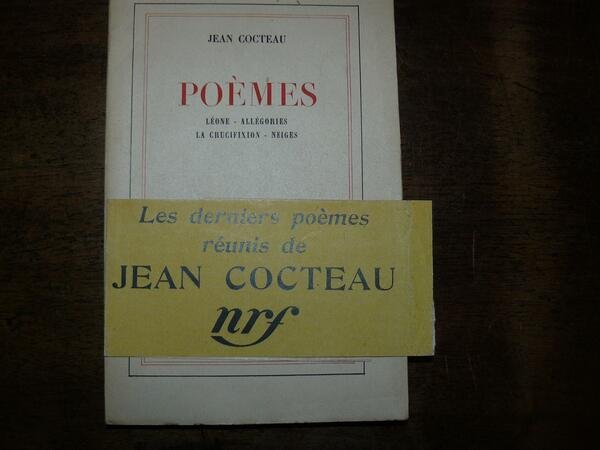 JEAN COCTEAU
POÈMES
LÉONE - ALLÉGORIES
LA CRUCIFIXION - NEIGES
Les derniers poèmes
réunis de
JEAN COCTEAU
nrf